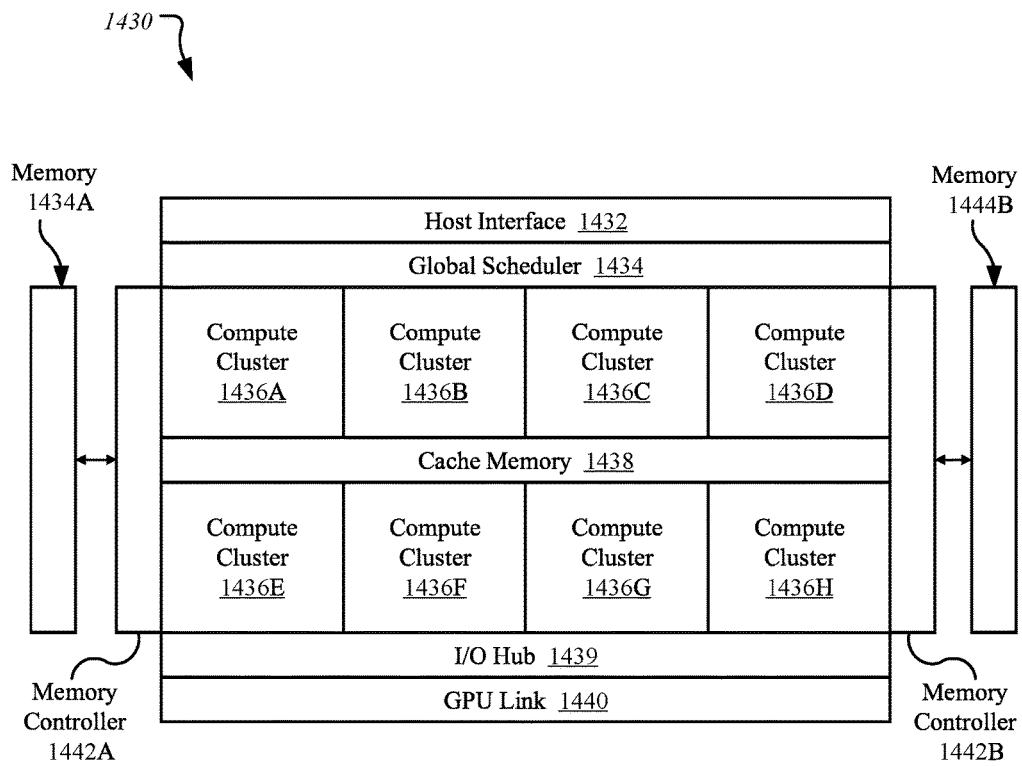 1430
Memory
1434A
Memory
1444B
Host Interface 1432
Global Scheduler 1434
Compute
Cluster
1436A
Compute
Cluster
1436B
Compute
Cluster
1436C
Compute
Cluster
1436D
Cache Memory 1438
Compute
Cluster
1436E
Compute
Cluster
1436F
Compute
Cluster
1436G
Compute
Cluster
1436H
I/O Hub 1439
GPU Link 1440
Memory
Controller
1442A
Memory
Controller
1442B